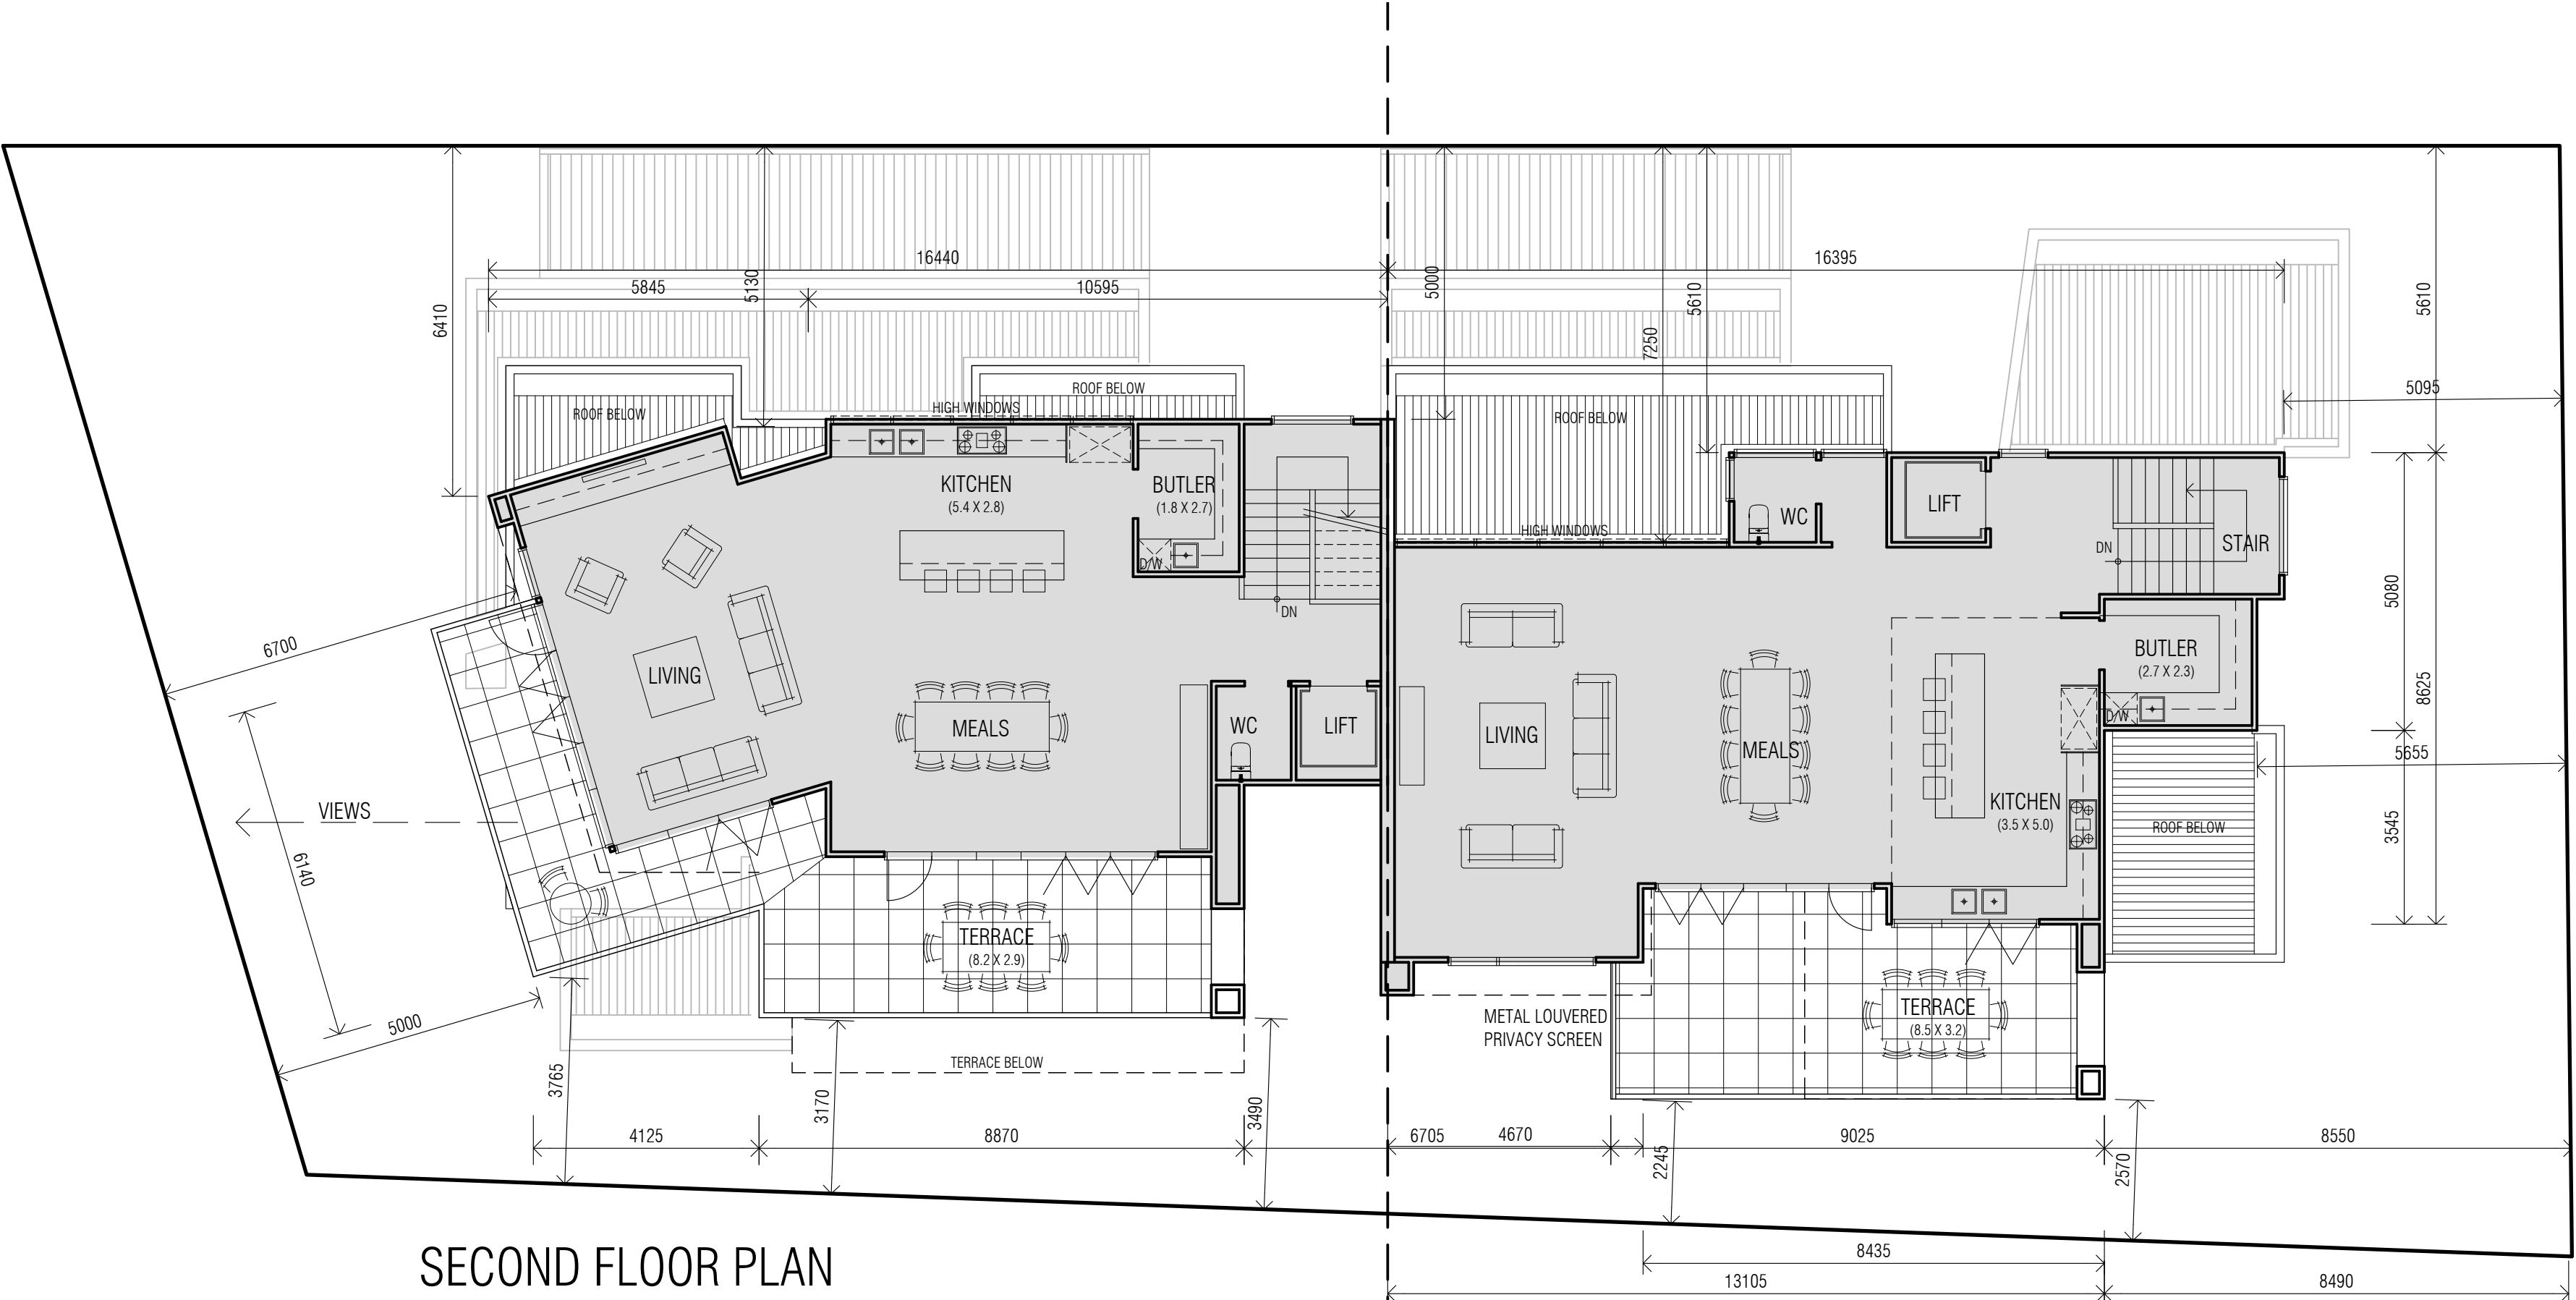 16440
16395
5845
10595
5130
5000
5610
5610
6410
7250
5095
ROOF BELOW
ROOF BELOW
HIGH WINDOWS
ROOF BELOW
KITCHEN
(5.4 X 2.8)
BUTLER
(1.8 X 2.7)
D/W
DN
HIGH WINDOWS
WC
LIFT
DN
STAIR
5080
8625
6700
LIVING
MEALS
WC
LIFT
LIVING
MEALS
BUTLER
(2.7 X 2.3)
D/W
5655
KITCHEN
(3.5 X 5.0)
ROOF BELOW
3545
VIEWS
6140
5000
TERRACE
(8.2 X 2.9)
TERRACE
(8.5 X 3.2)
METAL LOUVERED
PRIVACY SCREEN
TERRACE BELOW
3765
3170
3490
4125
8870
6705
4670
9025
8550
2245
2570
SECOND FLOOR PLAN
8435
13105
8490